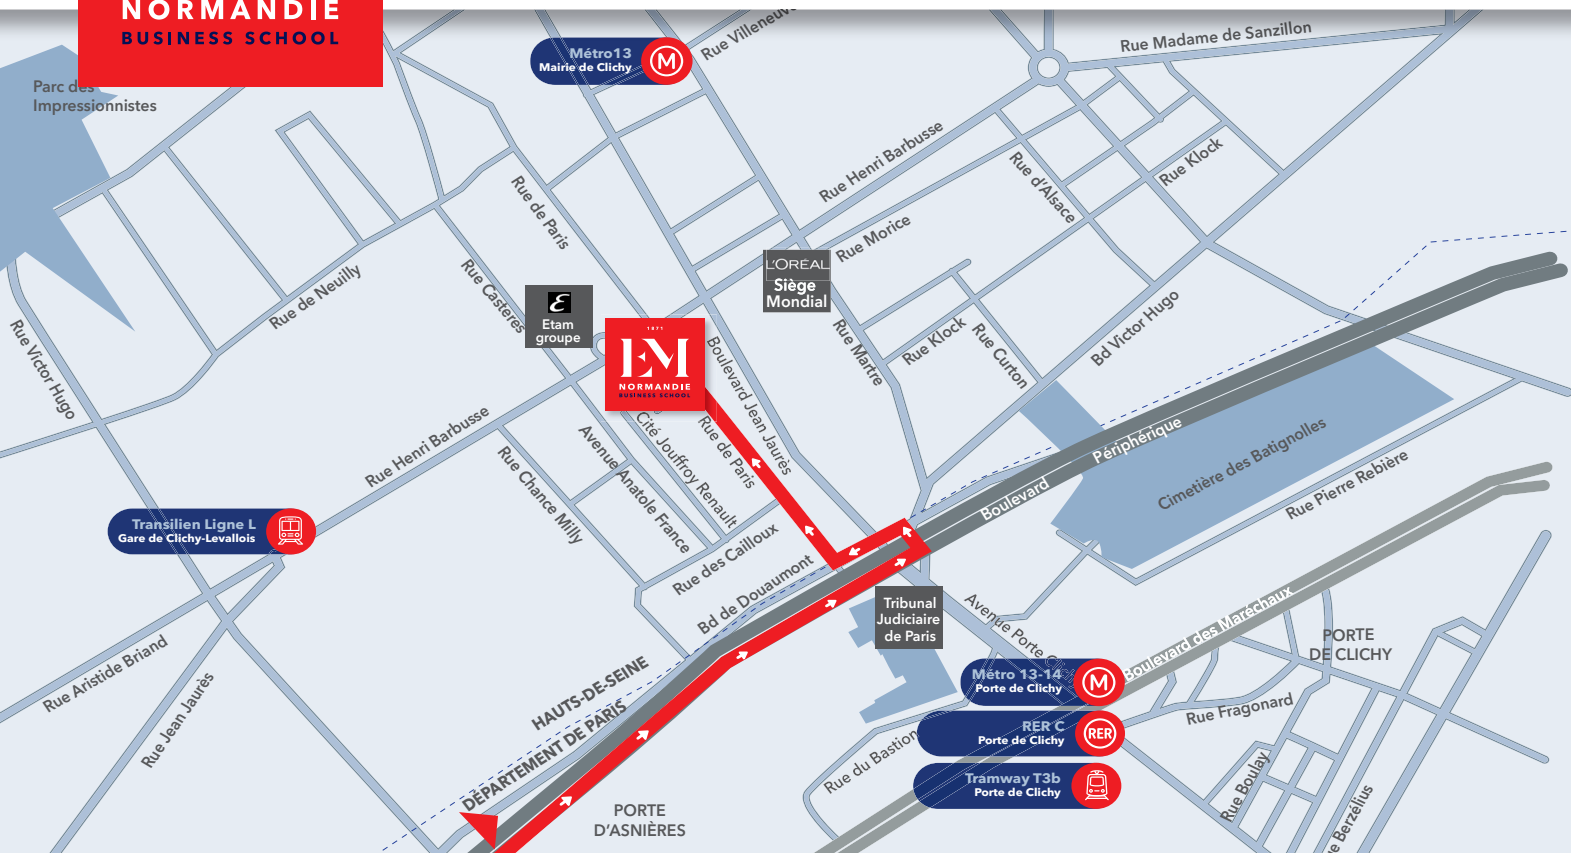 NORMANDIE
BUSINESS SCHOOL
Parc des
Impressionnistes
Métro13
Mairie de Clichy
M
Rue Villeneuve
Rue Madame de Sanzillon
Rue Henri Barbusse
Rue Klock
Rue d'Alsace
Rue Morice
Rue de Paris
Rue Casteres
Rue de Neuilly
Rue Victor Hugo
L'ORÉAL
Siège
Mondial
E
Etam
groupe
1871
EM
NORMANDIE
BUSINESS SCHOOL
Boulevard Jean Jaurès
Rue Martre
Rue Klock
Rue Curton
Bd Victor Hugo
Rue Henri Barbusse
Rue Chance Milly
Avenue Anatole France
Cité Jouffroy Renault
Rue de Paris
Boulevard
Périphérique
Cimetière des Batignolles
Rue Pierre Rebière
Transilien Ligne L
Gare de Clichy-Levallois
Rue des Cailloux
Bd de Douaumont
Tribunal
Judiciaire
de Paris
Avenue Porte
Boulevard des Maréchaux
PORTE
DE CLICHY
Rue Aristide Briand
Rue Jean Jaurès
HAUTS-DE-SEINE
DÉPARTEMENT DE PARIS
Métro 13-14
Porte de Clichy
M
RER C
Porte de Clichy
RER
Tramway T3b
Porte de Clichy
Rue Fragonard
Rue du Bastion
Rue Boulay
Berzélius
PORTE
D'ASNIÈRES